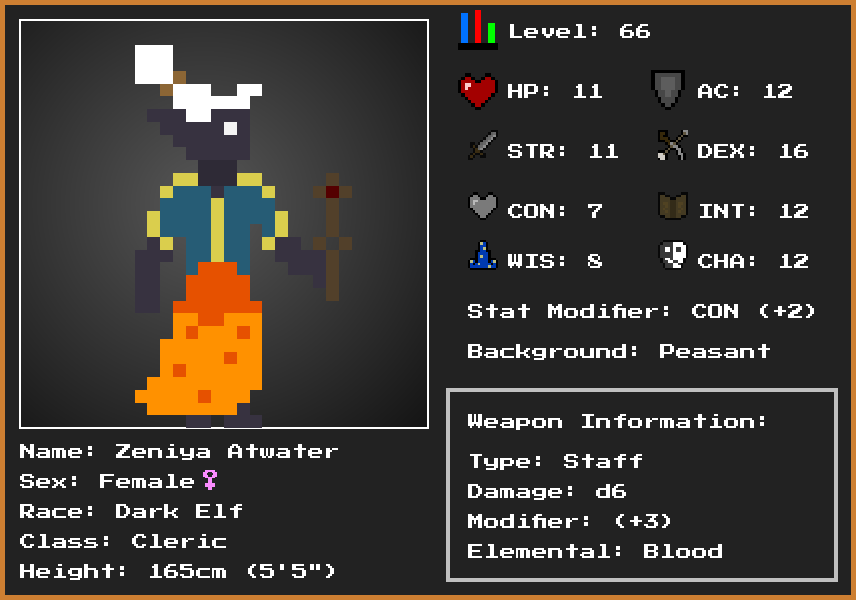 Level: 66
HP: 11 AC: 12
STR: 11 DEX: 16
CON: 7 INT: 12
WIS: 8 CHA: 12
Stat Modifier: CON (+2)
Background: Peasant
Weapon Information:
Type: Staff
Damage: d6
Modifier: (+3)
Elemental: Blood
Name: Zeniya Atwater
Sex: Female♀
Race: Dark Elf
Class: Cleric
Height: 165cm (5'5")